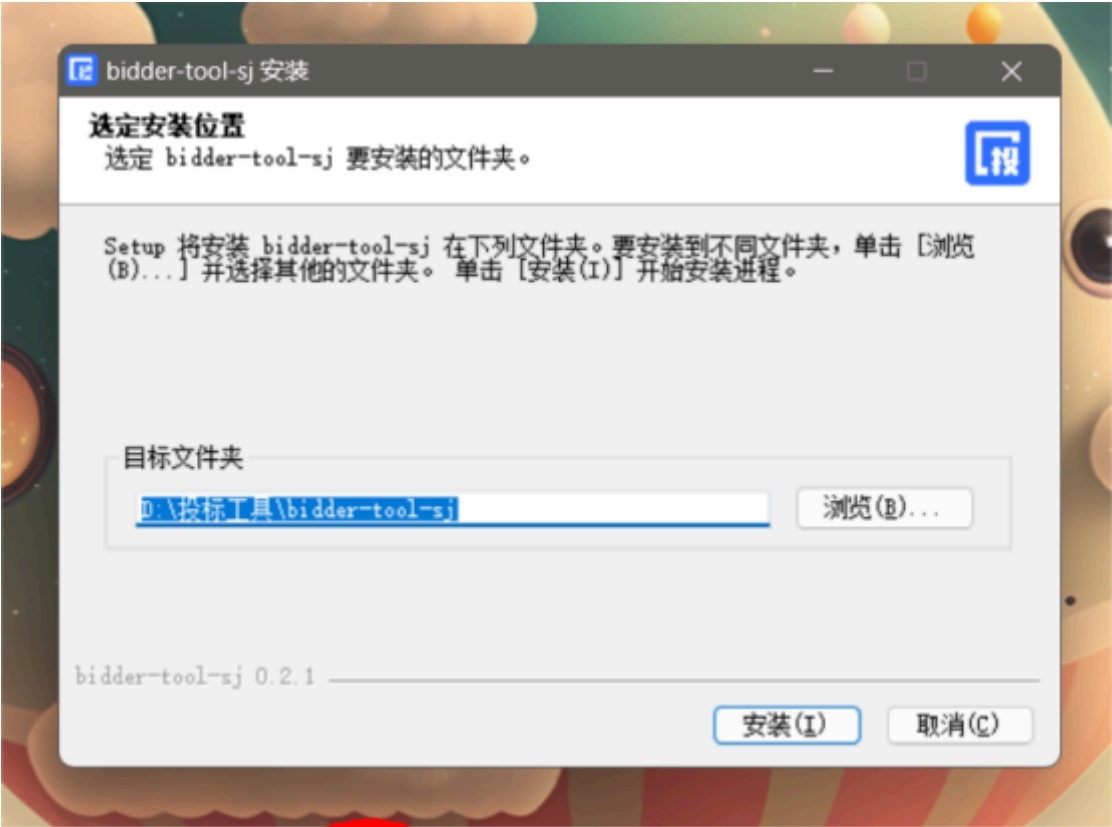 bidder-tool-sj 安装
选定安装位置
选定 bidder-tool-sj 要安装的文件夹。
投
Setup 将安装 bidder-tool-sj 在下列文件夹。要安装到不同文件夹，单击 [浏览
(B)...] 并选择其他的文件夹。 单击 [安装(I)] 开始安装进程。
目标文件夹
D:\投标工具\bidder-tool-sj
浏览(B)...
bidder-tool-sj 0.2.1
安装(I)
取消(C)